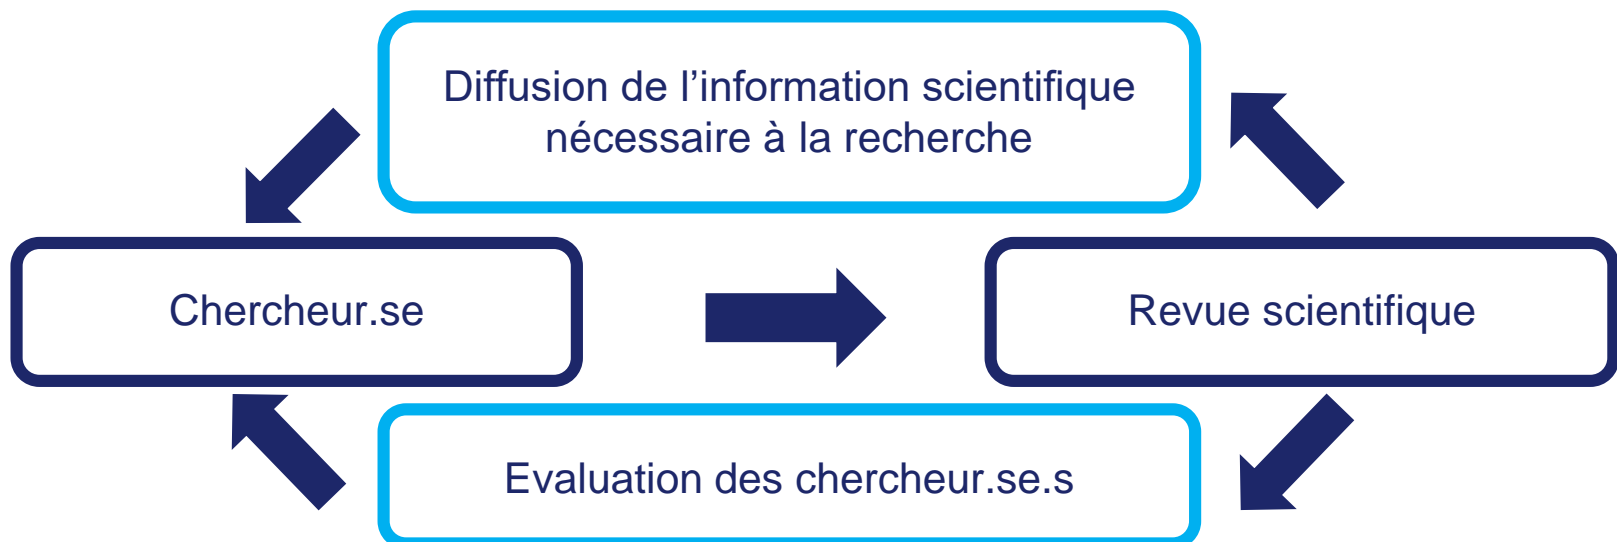 Diffusion de l’information scientifique
nécessaire à la recherche
Chercheur.se
Revue scientifique
Evaluation des chercheur.se.s